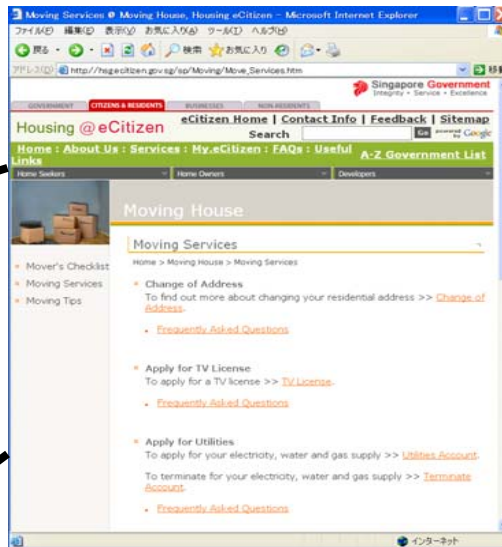 Moving Services @ Moving House, Housing eCitizen - Microsoft Internet Explorer
ファイル(F) 編集(E) 表示(V) お気に入り(A) ツール(T) ヘルプ(H)
戻る 検索 お気に入り
アドレス(D) http://hsgecitizen.gov.sg/ap/Moving/Move_Services.htm 移動
Singapore Government
Integrity • Service • Excellence
GOVERNMENT CITIZENS & RESIDENTS BUSINESSES NON-RESIDENTS
Housing @ eCitizen
eCitizen Home | Contact Info | Feedback | Sitemap
Search Go powered by Google
Home : About Us : Services : My.eCitizen : FAQs : Useful Links
A-Z Government List
Home Seekers Home Owners Developers
Moving House
Moving Services
Home > Moving House > Moving Services
Mover's Checklist
Moving Services
Moving Tips
Change of Address
To find out more about changing your residential address >> Change of
Address.
Frequently Asked Questions
Apply for TV License
To apply for a TV license >> TV License.
Frequently Asked Questions
Apply for Utilities
To apply for your electricity, water and gas supply >> Utilities Account.
To terminate for your electricity, water and gas supply >> Terminate
Account.
Frequently Asked Questions
インターネット